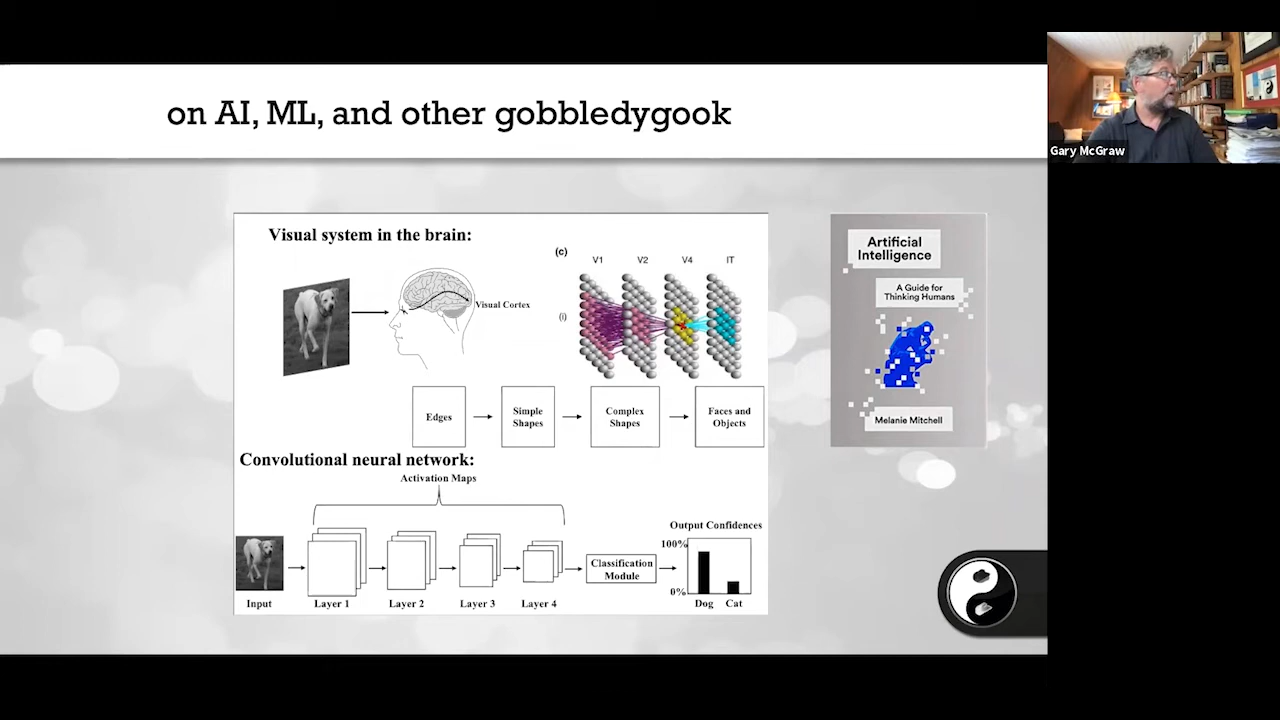 on AI, ML, and other gobbledygook
Gary McGraw
Visual system in the brain:
Visual Cortex
(c)
V1 V2 V4 IT
(i)
Edges
Simple
Shapes
Complex
Shapes
Faces and
Objects
Convolutional neural network:
Activation Maps
Input
Layer 1
Layer 2
Layer 3
Layer 4
Classification
Module
Output Confidences
100%
0%
Dog Cat
Artificial
Intelligence
A Guide for
Thinking Humans
Melanie Mitchell